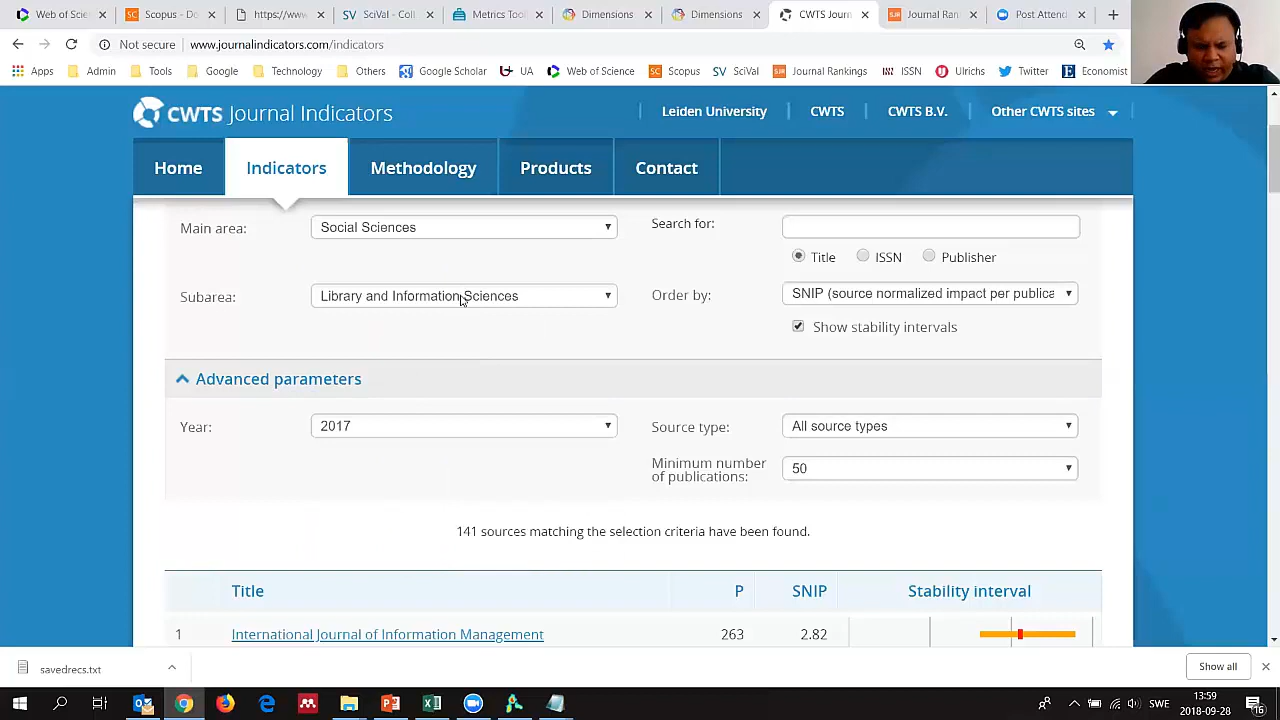 Web of Scien
Scopus - Do
https://www
SciVal - Coll
Metrics Tool
Dimensions
Dimensions
CWTS Journ
Journal Ran
Post Attend
Not secure www.journalindicators.com/indicators
Apps Admin Tools Google Technology Others Google Scholar UA Web of Science Scopus SciVal Journal Rankings ISSN Ulrichs Twitter Economist
CWTS Journal Indicators
Leiden University CWTS CWTS B.V. Other CWTS sites
Home Indicators Methodology Products Contact
Main area: Social Sciences Search for:
Title ISSN Publisher
Subarea: Library and Information Sciences Order by: SNIP (source normalized impact per publica
Show stability intervals
Advanced parameters
Year: 2017 Source type: All source types
Minimum number
of publications: 50
141 sources matching the selection criteria have been found.
Title P SNIP Stability interval
1 International Journal of Information Management 263 2.82
savedrecs.txt Show all
SWE 13:59
2018-09-28 16